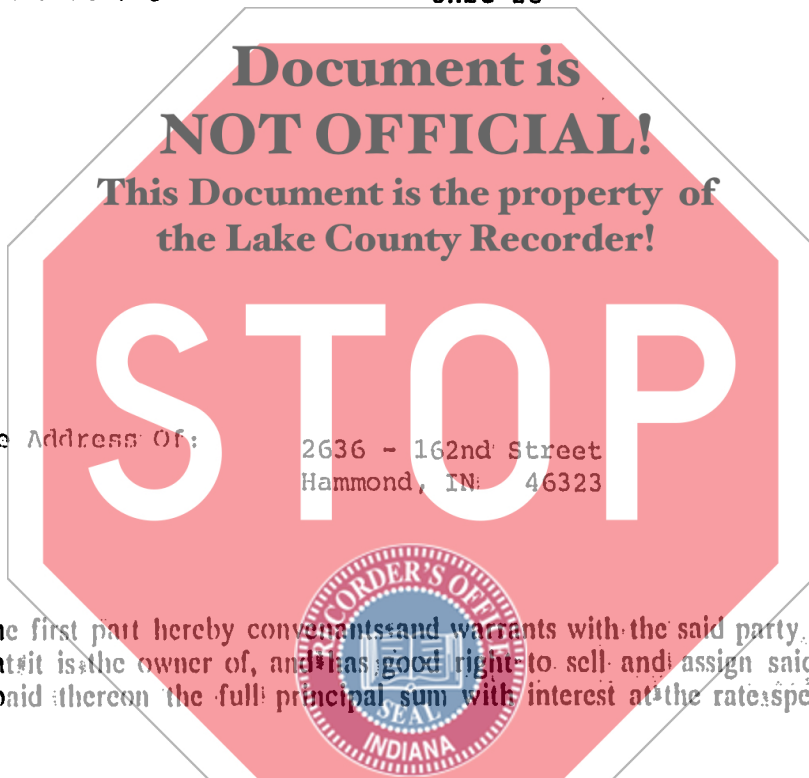 Document is
NOT OFFICIAL!
This Document is the property of
the Lake County Recorder!
STOP
Address Of:
2636 - 162nd Street
Hammond, IN 46323
RECORDER'S OFFICE
first part hereby convenants and warrants with the said party
it is the owner of, and has good right to sell and assign said
paid thereon the full principal sum with interest at the rate
SEAL
INDIANA